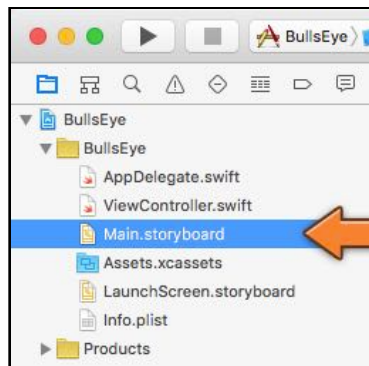 BullsEye
BullsEye
BullsEye
AppDelegate.swift
ViewController.swift
Main.storyboard
Assets.xcassets
LaunchScreen.storyboard
Info.plist
Products